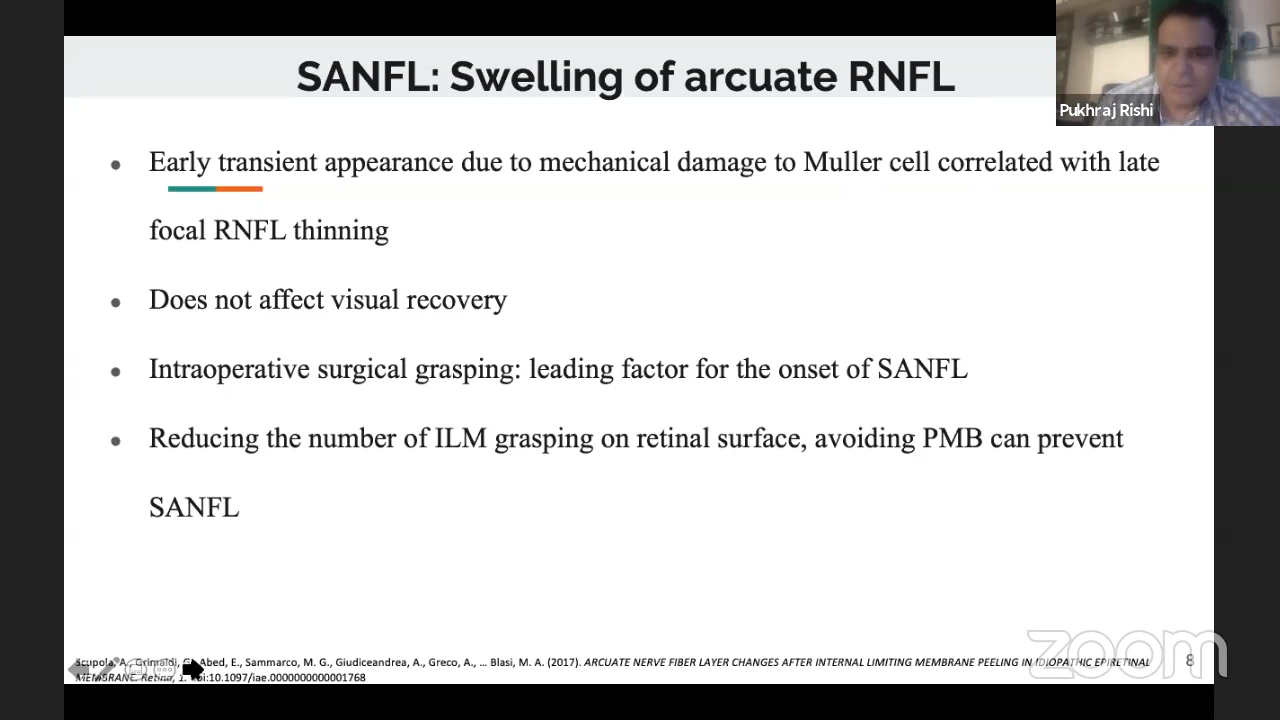 SANFL: Swelling of arcuate RNFL
Pukhraj Rishi
Early transient appearance due to mechanical damage to Muller cell correlated with late
focal RNFL thinning
Does not affect visual recovery
Intraoperative surgical grasping: leading factor for the onset of SANFL
Reducing the number of ILM grasping on retinal surface, avoiding PMB can prevent
SANFL
zoom
8
Scupola, A., Grimaldi, G., Abed, E., Sammarco, M. G., Giudiceandrea, A., Greco, A., … Blasi, M. A. (2017). ARCUATE NERVE FIBER LAYER CHANGES AFTER INTERNAL LIMITING MEMBRANE PEELING IN IDIOPATHIC EPIRETINAL
MEMBRANE. Retina, 1. doi:10.1097/iae.0000000000001768